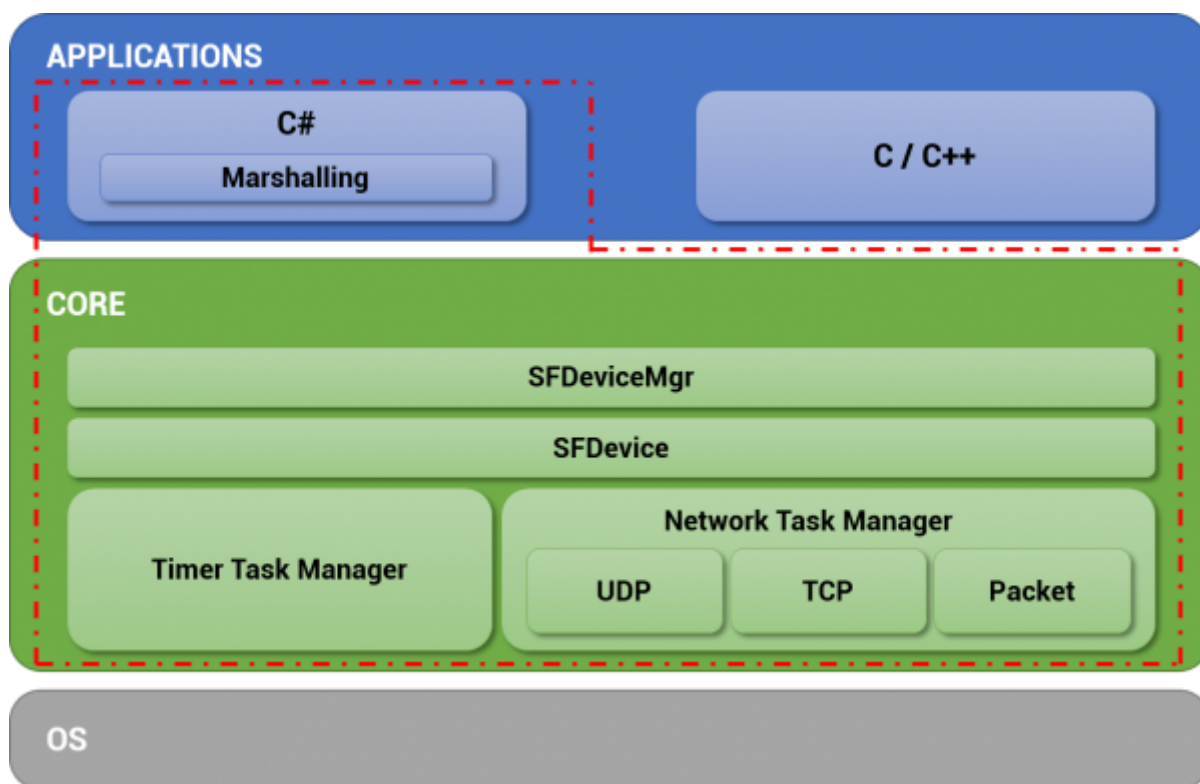 APPLICATIONS
C#
Marshalling
C / C++
CORE
SFDeviceMgr
SFDevice
Timer Task Manager
Network Task Manager
UDP
TCP
Packet
OS